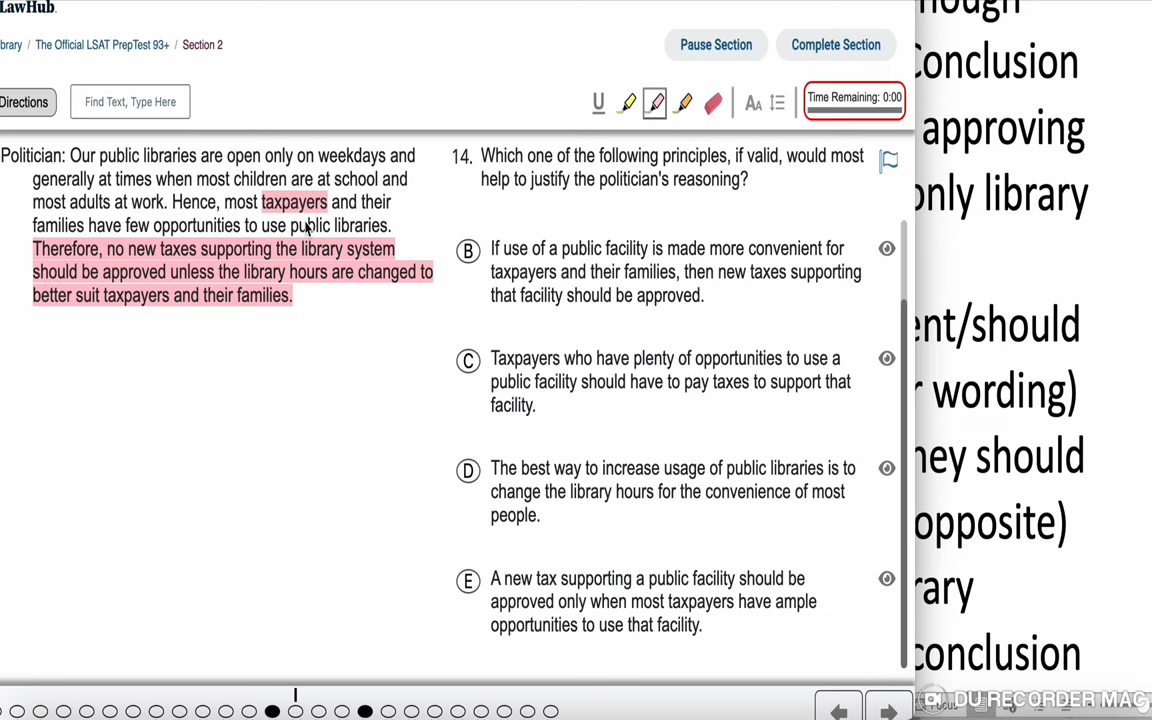 LawHub
Library / The Official LSAT PrepTest 93+ / Section 2
Pause Section
Complete Section
Directions
Find Text, Type Here
U
AA
Time Remaining: 0:00
Politician: Our public libraries are open only on weekdays and
generally at times when most children are at school and
most adults at work. Hence, most taxpayers and their
families have few opportunities to use public libraries.
Therefore, no new taxes supporting the library system
should be approved unless the library hours are changed to
better suit taxpayers and their families.
14. Which one of the following principles, if valid, would most
help to justify the politician's reasoning?
B If use of a public facility is made more convenient for
taxpayers and their families, then new taxes supporting
that facility should be approved.
C Taxpayers who have plenty of opportunities to use a
public facility should have to pay taxes to support that
facility.
D The best way to increase usage of public libraries is to
change the library hours for the convenience of most
people.
E A new tax supporting a public facility should be
approved only when most taxpayers have ample
opportunities to use that facility.
Conclusion
approving
only library
ent/should
wording)
hey should
opposite)
rary
conclusion
Focus
DU RECORDER MAG